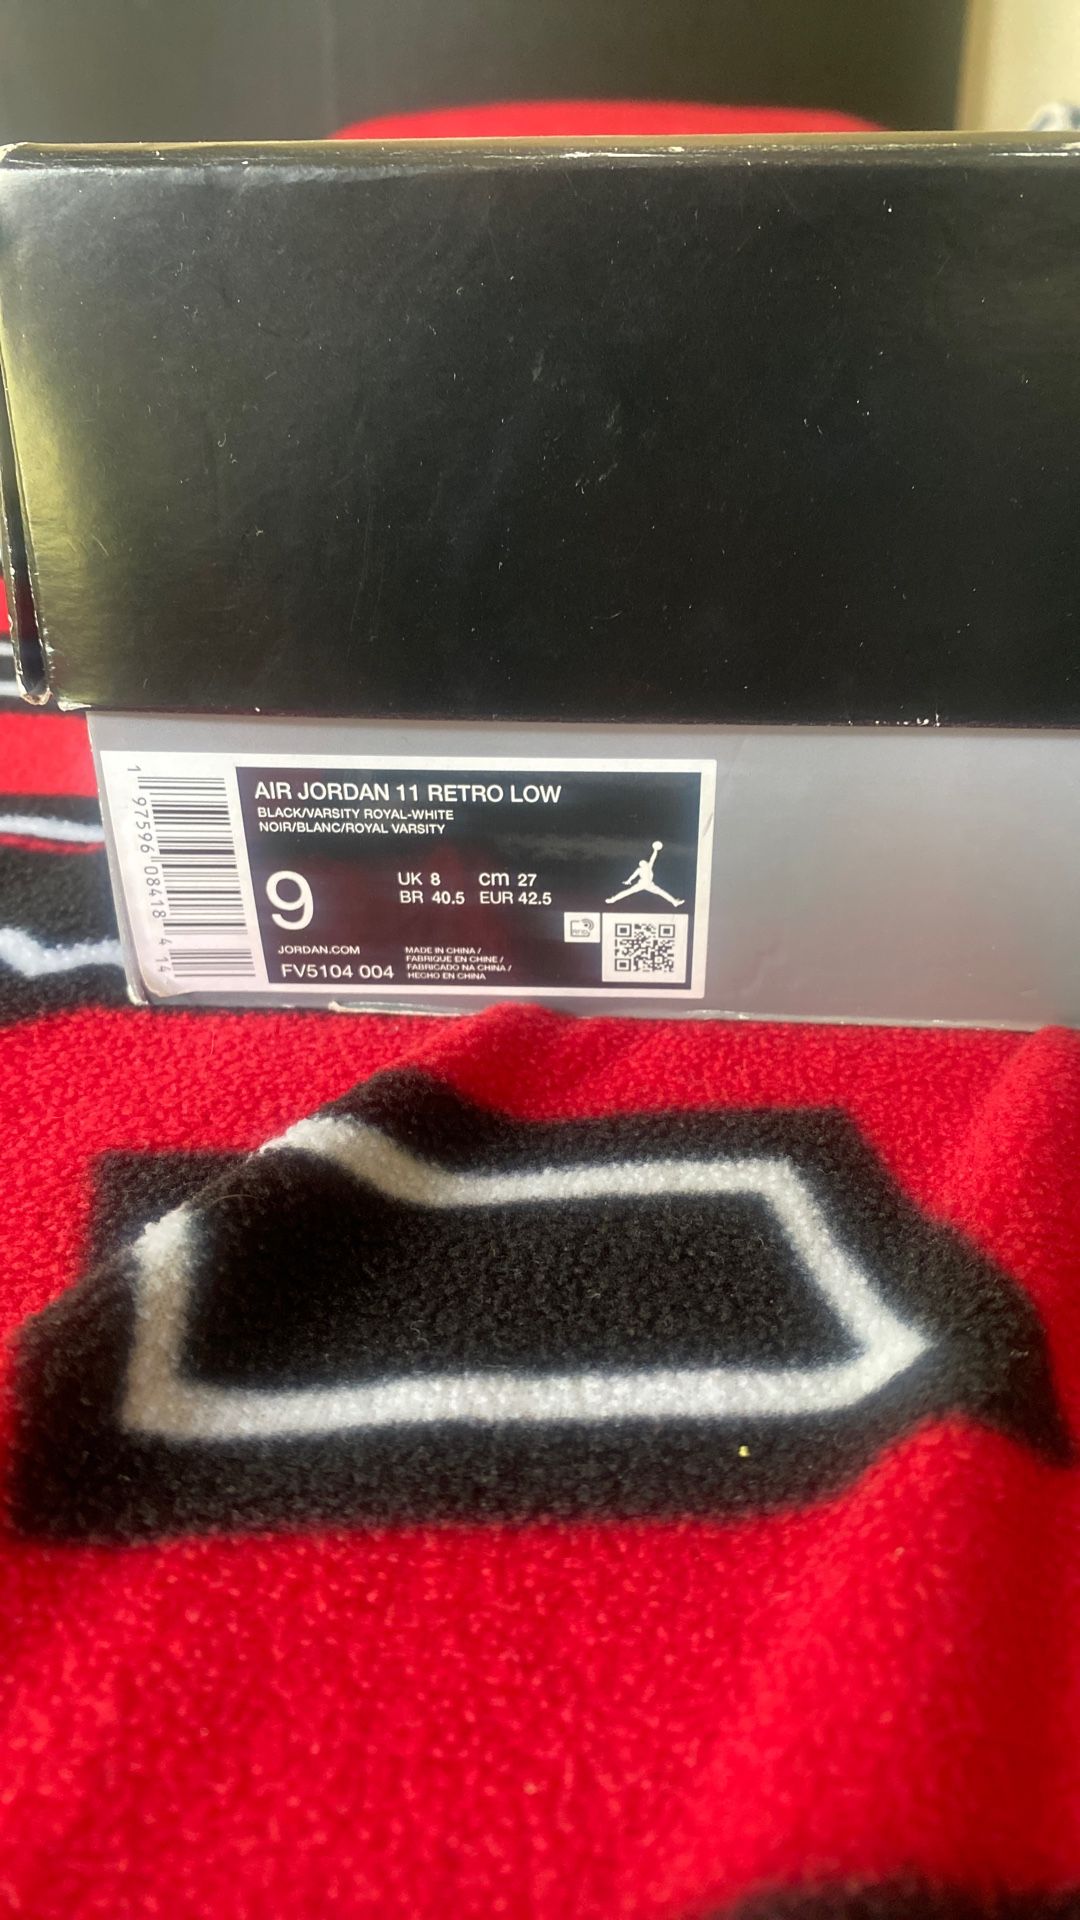 AIR JORDAN 11 RETRO LOW
BLACK/VARSITY ROYAL-WHITE
NOIR/BLANC/ROYAL VARSITY
9
UK 8 cm 27
BR 40.5 EUR 42.5
JORDAN.COM
FV5104 004
MADE IN CHINA /
FABRIQUÉ EN CHINE /
FABRICADO NA CHINA /
HECHO EN CHINA
RFID
1 97596 08418 4 14